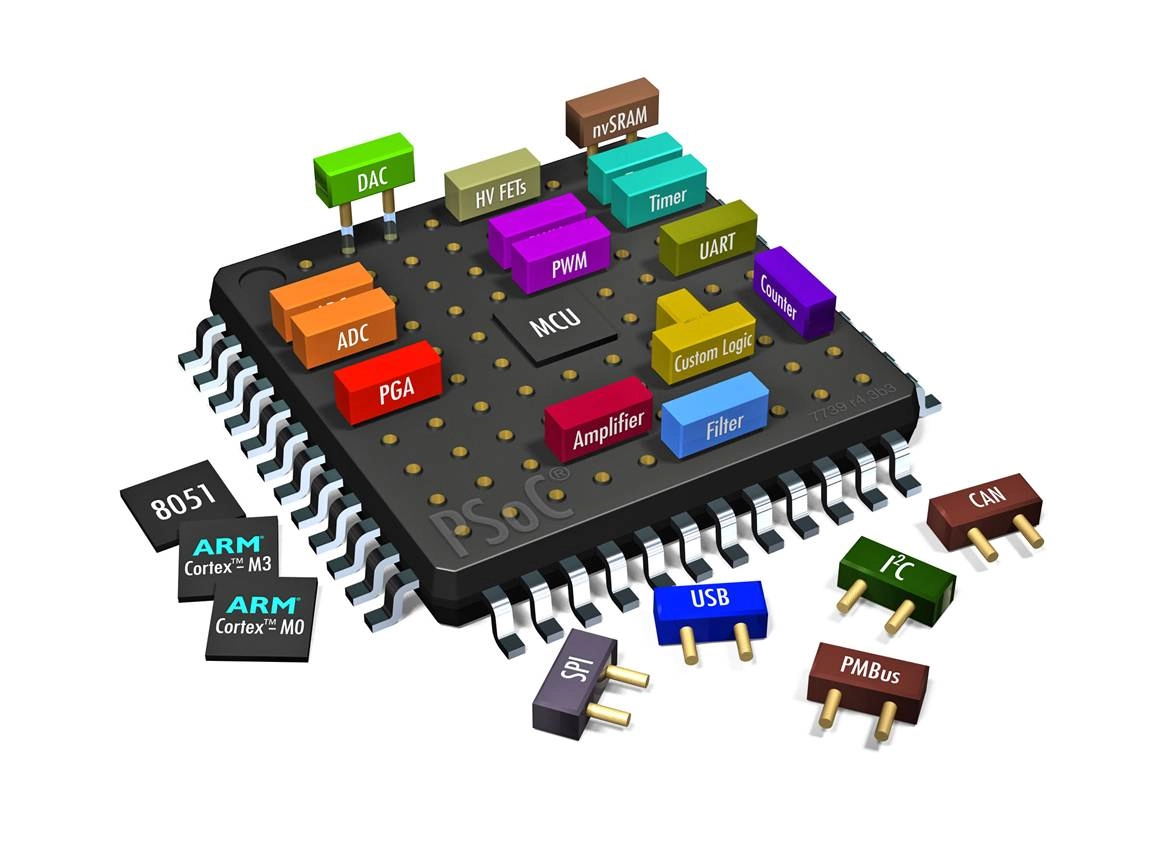 nvSRAM
DAC
HV FETs
Timer
UART
PWM
Counter
ADC
MCU
Custom Logic
PGA
Amplifier
Filter
7739 r4.3b3
PSoC®
8051
ARM®
Cortex™–M3
ARM®
Cortex™–M0
CAN
I²C
USB
SPI
PMBus